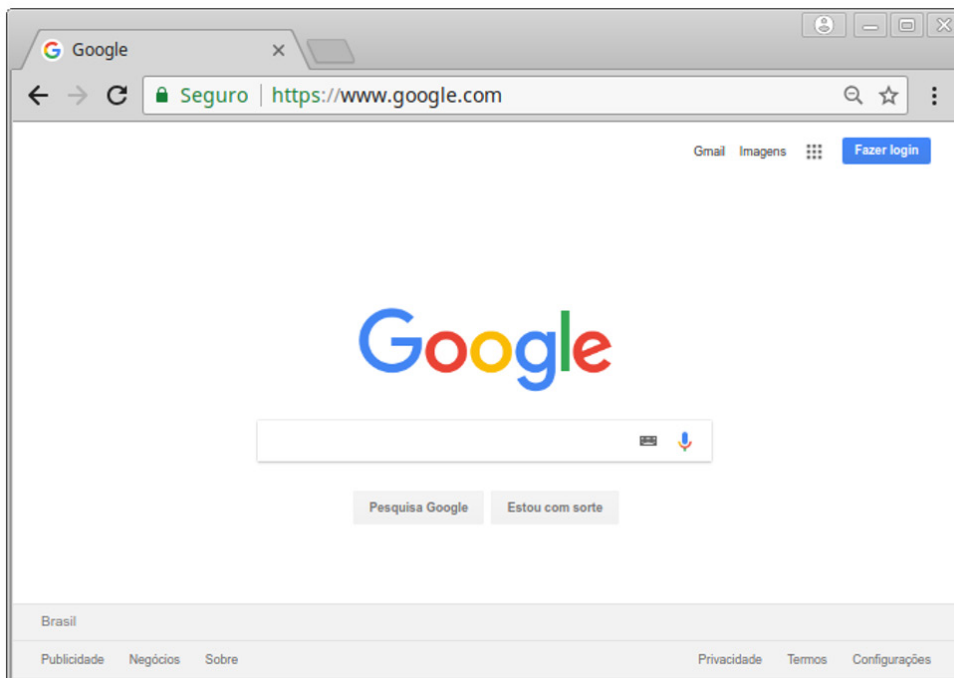 Google
Seguro https://www.google.com
Gmail Imagens Fazer login
Google
Pesquisa Google Estou com sorte
Brasil
Publicidade Negócios Sobre Privacidade Termos Configurações